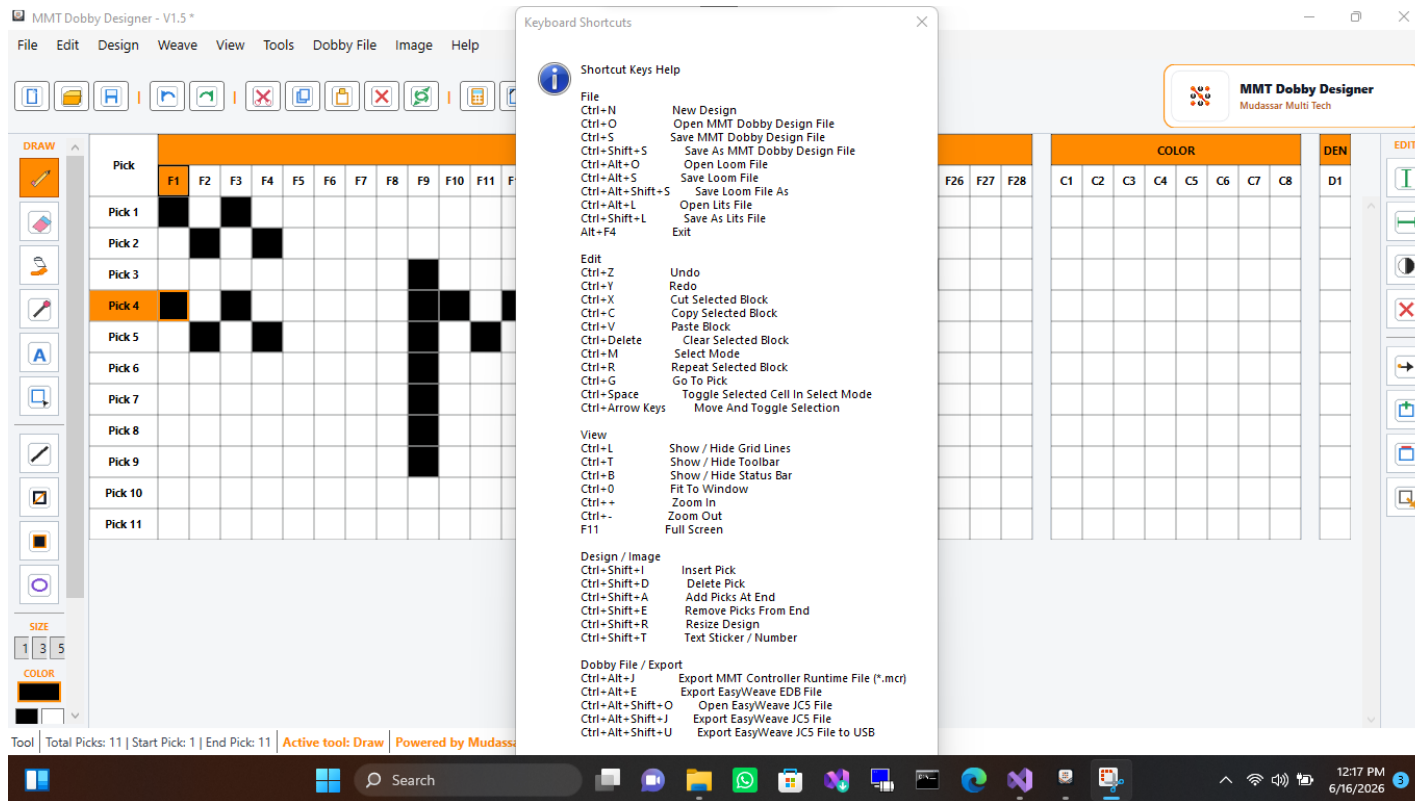 MMT Dobby Designer - V1.5 *
File Edit Design Weave View Tools Dobby File Image Help
MMT Dobby Designer
Mudassar Multi Tech
DRAW
Pick
F1 F2 F3 F4 F5 F6 F7 F8 F9 F10 F11
F26 F27 F28
COLOR
C1 C2 C3 C4 C5 C6 C7 C8
DEN
D1
EDIT
Pick 1
Pick 2
Pick 3
Pick 4
Pick 5
Pick 6
Pick 7
Pick 8
Pick 9
Pick 10
Pick 11
A
SIZE
1 3 5
COLOR
Keyboard Shortcuts
Shortcut Keys Help
File
Ctrl+N New Design
Ctrl+O Open MMT Dobby Design File
Ctrl+S Save MMT Dobby Design File
Ctrl+Shift+S Save As MMT Dobby Design File
Ctrl+Alt+O Open Loom File
Ctrl+Alt+S Save Loom File
Ctrl+Alt+Shift+S Save Loom File As
Ctrl+Alt+L Open Lits File
Ctrl+Shift+L Save As Lits File
Alt+F4 Exit
Edit
Ctrl+Z Undo
Ctrl+Y Redo
Ctrl+X Cut Selected Block
Ctrl+C Copy Selected Block
Ctrl+V Paste Block
Ctrl+Delete Clear Selected Block
Ctrl+M Select Mode
Ctrl+R Repeat Selected Block
Ctrl+G Go To Pick
Ctrl+Space Toggle Selected Cell In Select Mode
Ctrl+Arrow Keys Move And Toggle Selection
View
Ctrl+L Show / Hide Grid Lines
Ctrl+T Show / Hide Toolbar
Ctrl+B Show / Hide Status Bar
Ctrl+0 Fit To Window
Ctrl++ Zoom In
Ctrl+- Zoom Out
F11 Full Screen
Design / Image
Ctrl+Shift+I Insert Pick
Ctrl+Shift+D Delete Pick
Ctrl+Shift+A Add Picks At End
Ctrl+Shift+E Remove Picks From End
Ctrl+Shift+R Resize Design
Ctrl+Shift+T Text Sticker / Number
Dobby File / Export
Ctrl+Alt+J Export MMT Controller Runtime File (*.mcr)
Ctrl+Alt+E Export EasyWeave EDB File
Ctrl+Alt+Shift+O Open EasyWeave JC5 File
Ctrl+Alt+Shift+J Export EasyWeave JC5 File
Ctrl+Alt+Shift+U Export EasyWeave JC5 File to USB
Tool Total Picks: 11 | Start Pick: 1 | End Pick: 11 Active tool: Draw Powered by
Search
12:17 PM
6/16/2026
3